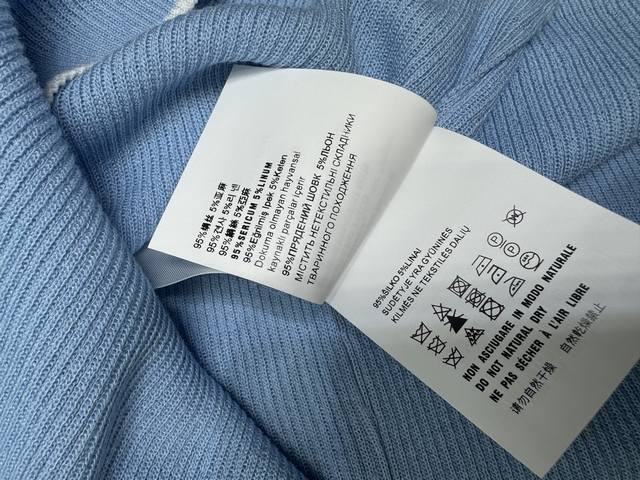 95%绢丝 5%亚麻
95%견사 5%리넨
95%絹絲 5%亞麻
95%SERICUM 5%LINUM
95%Eğrilmiş İpek 5%Keten
Dokuma olmayan hayvansal
kaynaklı parçalar içerir
95%ПРЯДЕНИЙ ШОВК 5%ЛЬОН
МІСТИТЬ НЕТЕКСТИЛЬНІ СКЛАДНИКИ
ТВАРИННОГО ПОХОДЖЕННЯ
95%ŠILKO 5%LINAI
SUDĖTYJE YRA GYVŪNINĖS
KILMĖS NE TEKSTILĖS DALIŲ
NON ASCIUGARE IN MODO NATURALE
DO NOT NATURAL DRY
NE PAS SÉCHER À L'AIR LIBRE
请勿自然干燥 自然乾燥禁止